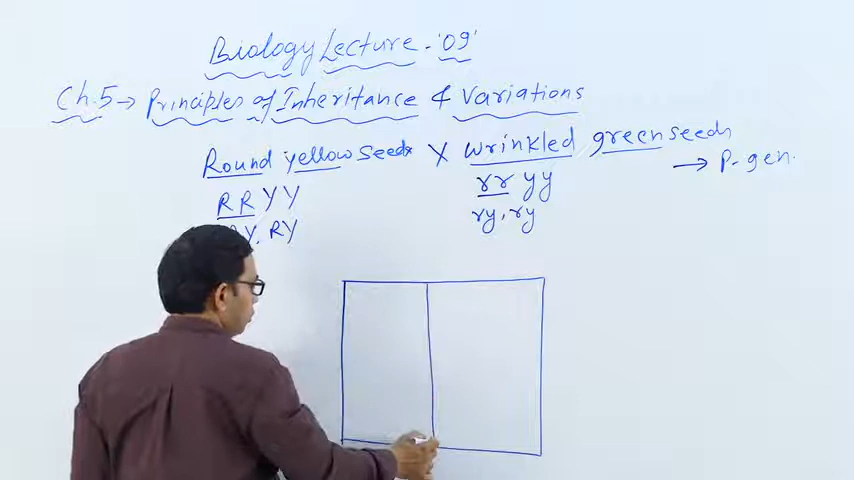 Biology Lecture - '09'
Ch. 5 → Principles of Inheritance & Variations
Round yellow seeds X wrinkled green seeds
→ P- gen.
RRYY rryy
RY, RY ry, ry